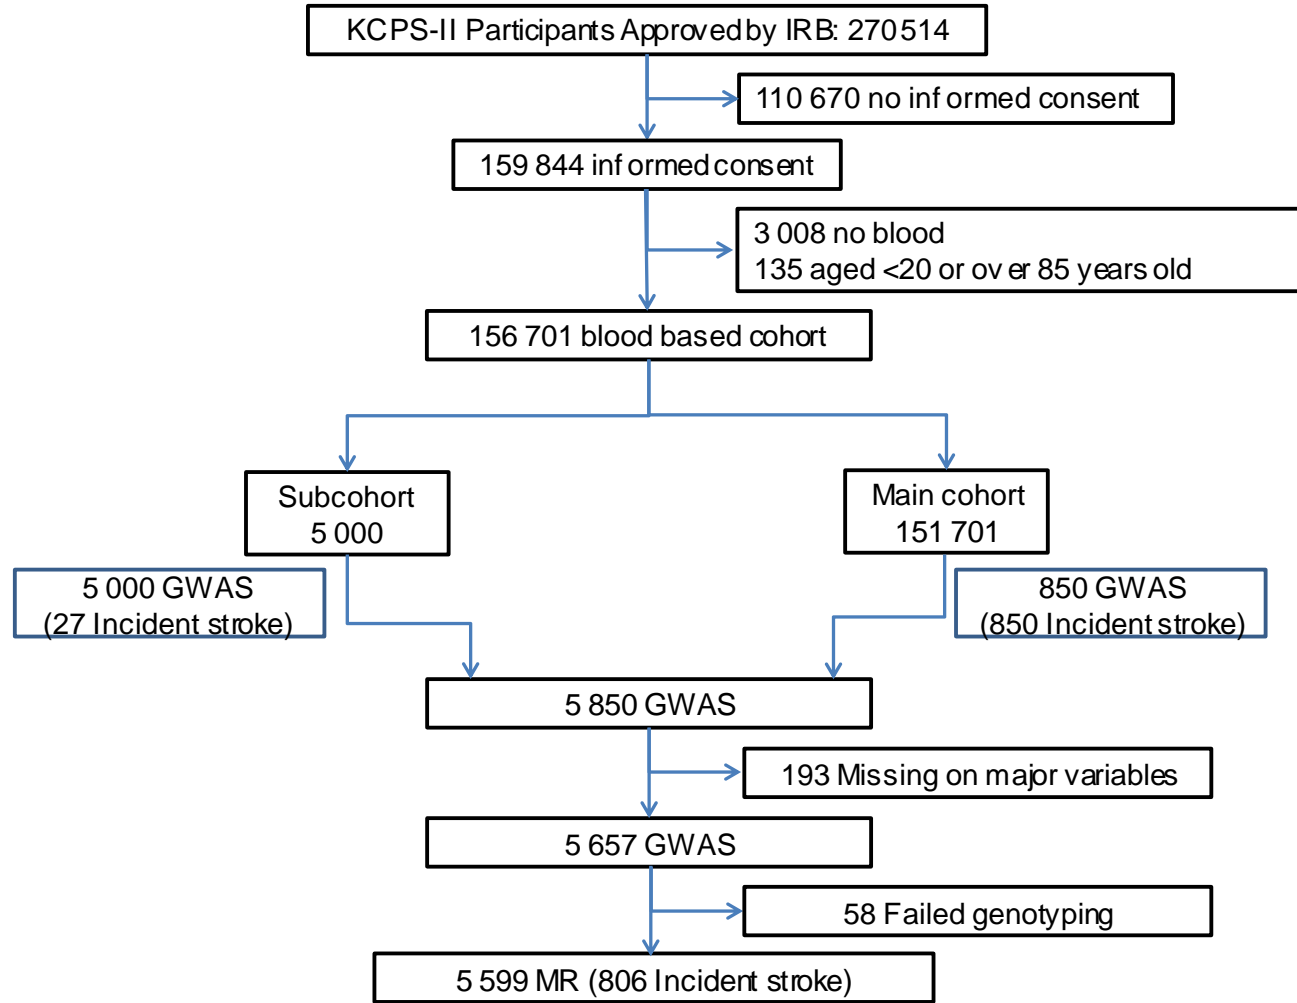 KCPS-II Participants Approved by IRB: 270514
110 670 no informed consent
159 844 informed consent
3 008 no blood
135 aged <20 or over 85 years old
156 701 blood based cohort
Subcohort
5 000
Main cohort
151 701
5 000 GWAS
(27 Incident stroke)
850 GWAS
(850 Incident stroke)
5 850 GWAS
193 Missing on major variables
5 657 GWAS
58 Failed genotyping
5 599 MR (806 Incident stroke)